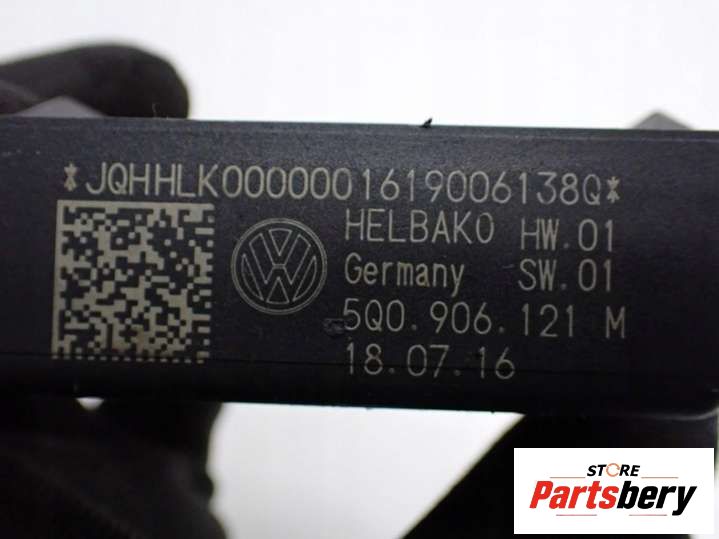 *JQHHLK0000001619006138Q*
HELBAKO HW.01
Germany SW.01
5Q0.906.121 M
18.07.16
STORE
Partsbery